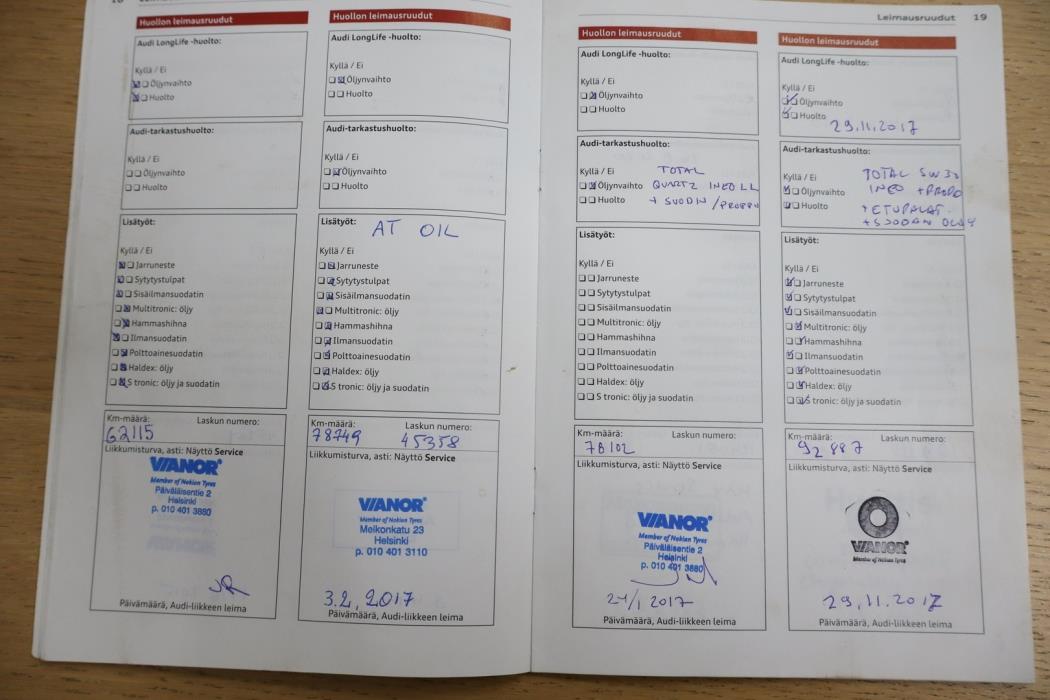 Huollon leimausruudut
Audi LongLife -huolto:
Kyllä / Ei
Öljynvaihto
Huolto
Audi-tarkastushuolto:
Kyllä / Ei
Öljynvaihto
Huolto
Lisätyöt:
Kyllä / Ei
Jarruneste
Sytytystulpat
Sisäilmansuodatin
Multitronic: öljy
Hammashihna
Ilmansuodatin
Polttoainesuodatin
Haldex: öljy
S tronic: öljy ja suodatin
Km-määrä: Laskun numero:
62115
Liikkumisturva, asti: Näyttö Service
VIANOR
Member of Nokian Tyres
Päiväläisentie 2
Helsinki
p. 010 401 3880
Päivämäärä, Audi-liikkeen leima
Huollon leimausruudut
Audi LongLife -huolto:
Kyllä / Ei
Öljynvaihto
Huolto
Audi-tarkastushuolto:
Kyllä / Ei
Öljynvaihto
Huolto
Lisätyöt:
AT OIL
Kyllä / Ei
Jarruneste
Sytytystulpat
Sisäilmansuodatin
Multitronic: öljy
Hammashihna
Ilmansuodatin
Polttoainesuodatin
Haldex: öljy
S tronic: öljy ja suodatin
Km-määrä: Laskun numero:
78749 45358
Liikkumisturva, asti: Näyttö Service
VIANOR
Member of Nokian Tyres
Melkonkatu 23
Helsinki
p. 010 401 3110
3.2.2017
Päivämäärä, Audi-liikkeen leima
Leimausruudut 19
Huollon leimausruudut
Audi LongLife -huolto:
Kyllä / Ei
Öljynvaihto
Huolto
Audi-tarkastushuolto:
Kyllä / Ei TOTAL
Öljynvaihto QUARTZ INEO LL
Huolto + SUODIN / PROPPU
Lisätyöt:
Kyllä / Ei
Jarruneste
Sytytystulpat
Sisäilmansuodatin
Multitronic: öljy
Hammashihna
Ilmansuodatin
Polttoainesuodatin
Haldex: öljy
S tronic: öljy ja suodatin
Km-määrä: Laskun numero:
78102
Liikkumisturva, asti: Näyttö Service
VIANOR
Member of Nokian Tyres
Päiväläisentie 2
Helsinki
p. 010 401 3880
24/1 2017
Päivämäärä, Audi-liikkeen leima
Huollon leimausruudut
Audi LongLife -huolto:
Kyllä / Ei
Öljynvaihto
Huolto
29.11.2017
Audi-tarkastushuolto:
Kyllä / Ei TOTAL 5W30
Öljynvaihto INEO
Huolto + ETUPALAT
Lisätyöt:
Kyllä / Ei
Jarruneste
Sytytystulpat
Sisäilmansuodatin
Multitronic: öljy
Hammashihna
Ilmansuodatin
Polttoainesuodatin
Haldex: öljy
S tronic: öljy ja suodatin
Km-määrä: Laskun numero:
92887
Liikkumisturva, asti: Näyttö Service
VIANOR
Member of Nokian Tyres
29.11.2017
Päivämäärä, Audi-liikkeen leima